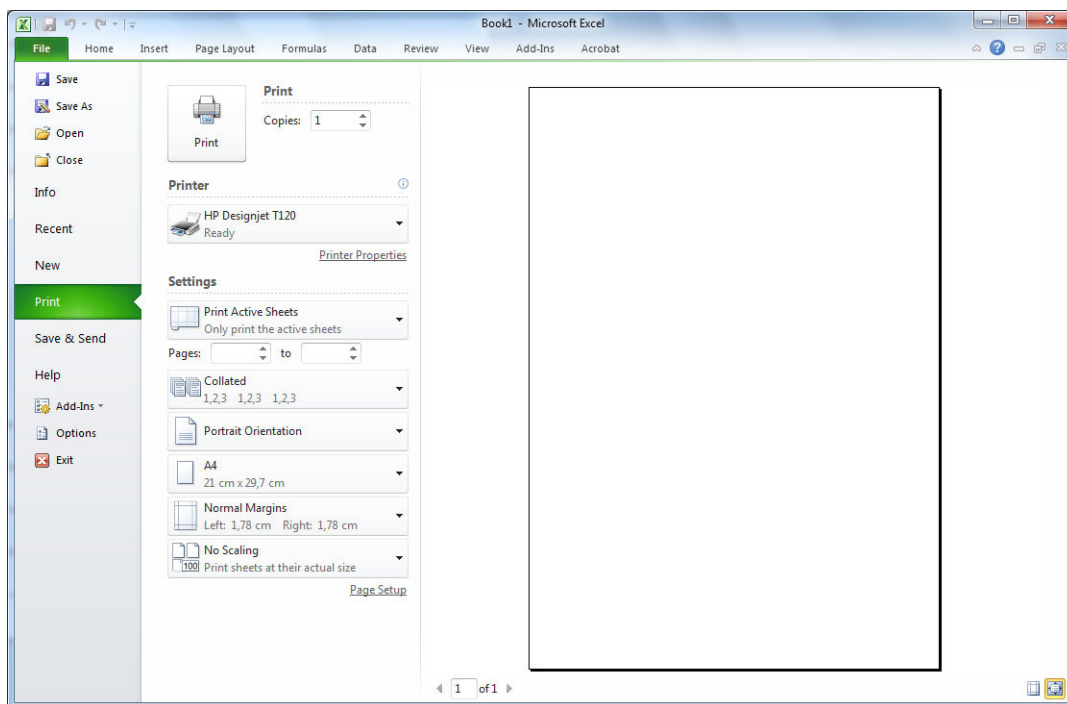 Book1 - Microsoft Excel
File Home Insert Page Layout Formulas Data Review View Add-Ins Acrobat
Save
Save As
Open
Close
Info
Recent
New
Print
Save & Send
Help
Add-Ins
Options
Exit
Print
Print
Copies: 1
Printer
HP Designjet T120
Ready
Printer Properties
Settings
Print Active Sheets
Only print the active sheets
Pages: to
Collated
1,2,3 1,2,3 1,2,3
Portrait Orientation
A4
21 cm x 29,7 cm
Normal Margins
Left: 1,78 cm Right: 1,78 cm
No Scaling
100 Print sheets at their actual size
Page Setup
1 of 1